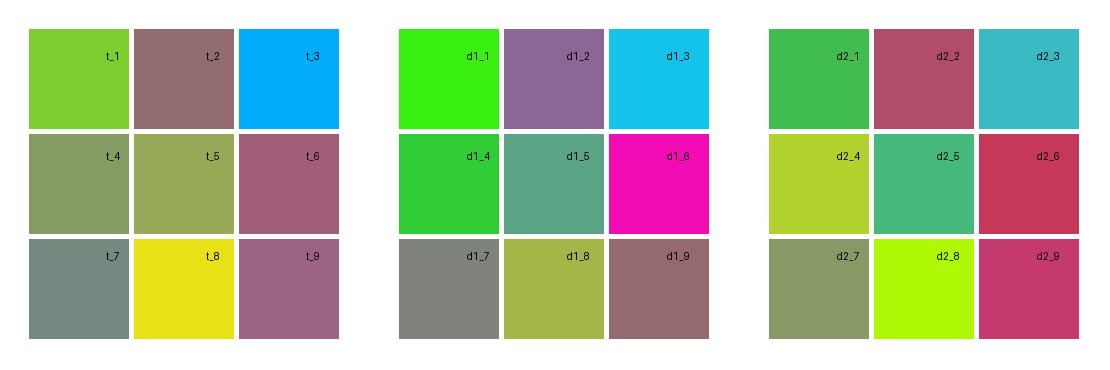 t_1 t_2 t_3 d1_1 d1_2 d1_3 d2_1 d2_2 d2_3
t_4 t_5 t_6 d1_4 d1_5 d1_6 d2_4 d2_5 d2_6
t_7 t_8 t_9 d1_7 d1_8 d1_9 d2_7 d2_8 d2_9